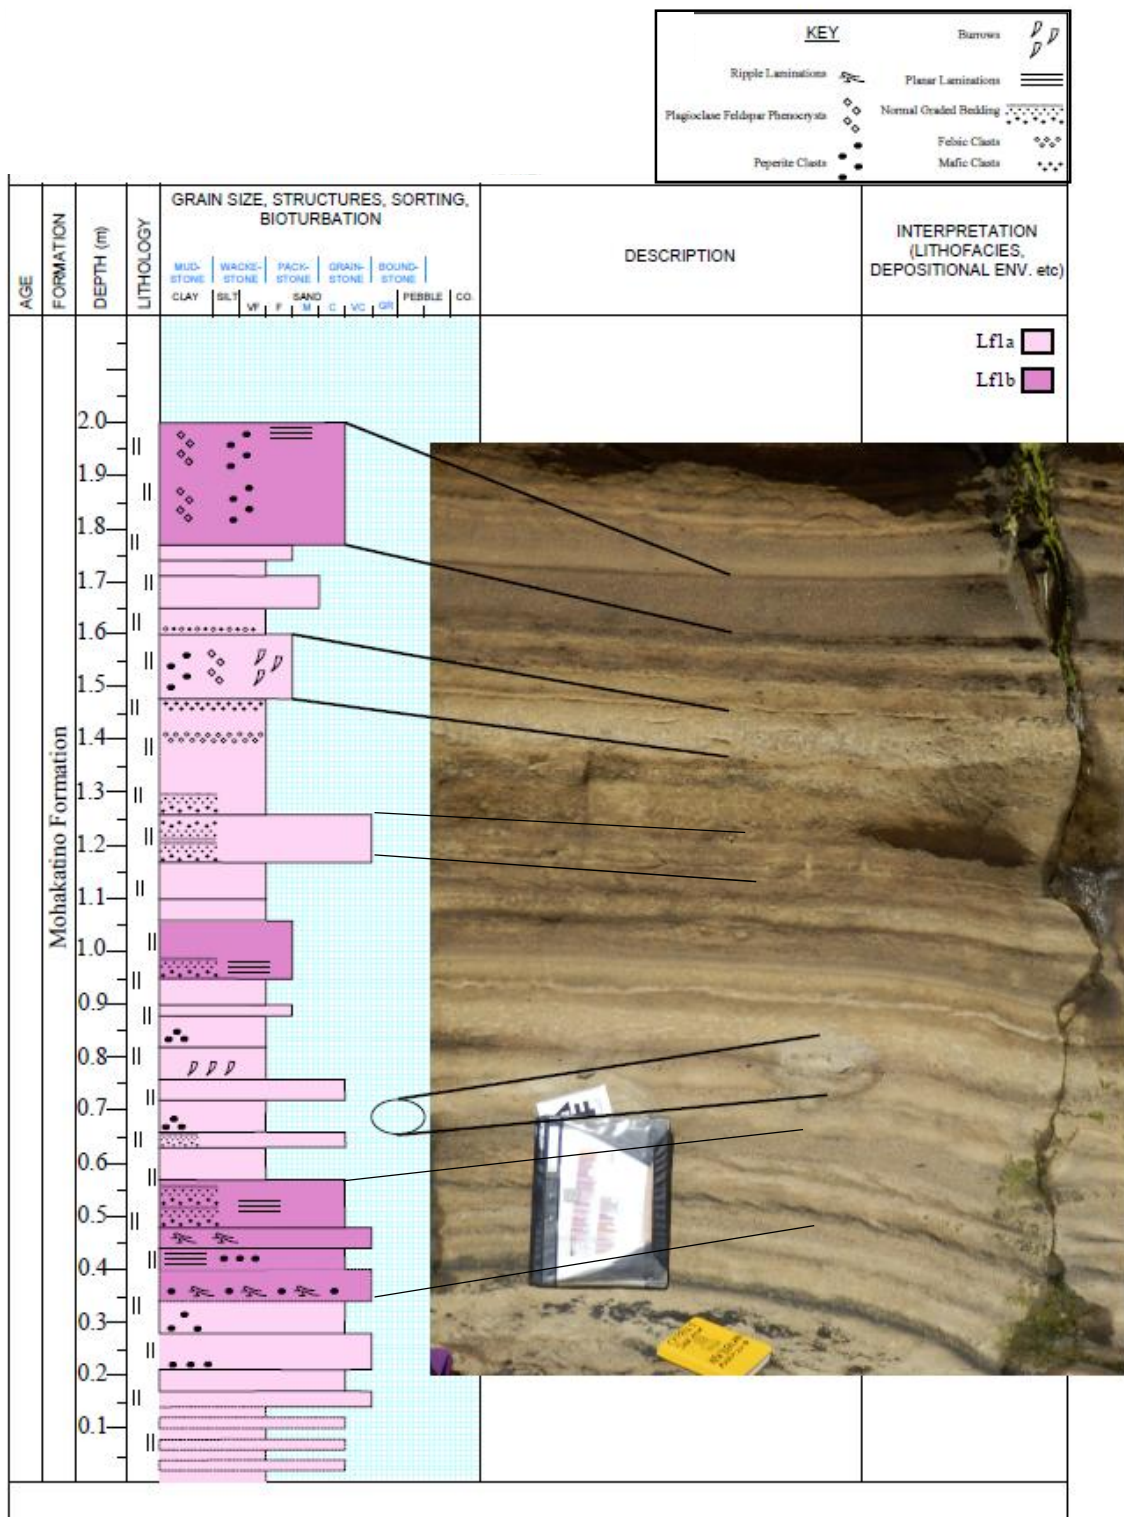 KEY
Burrows
Ripple Laminations
Planar Laminations
Plagioclase Feldspar Phenocrysts
Normal Graded Bedding
Felsic Clasts
Peperite Clasts
Mafic Clasts
AGE
FORMATION
DEPTH (m)
LITHOLOGY
GRAIN SIZE, STRUCTURES, SORTING,
BIOTURBATION
MUD-
STONE
WACKE-
STONE
PACK-
STONE
GRAIN-
STONE
BOUND-
STONE
CLAY
SILT
SAND
PEBBLE
CO.
VF
F
M
C
VC
GR
DESCRIPTION
INTERPRETATION
(LITHOFACIES,
DEPOSITIONAL ENV. etc)
Lf1a
Lf1b
2.0
1.9
1.8
1.7
1.6
1.5
1.4
1.3
1.2
1.1
1.0
0.9
0.8
0.7
0.6
0.5
0.4
0.3
0.2
0.1
Mohakatino Formation